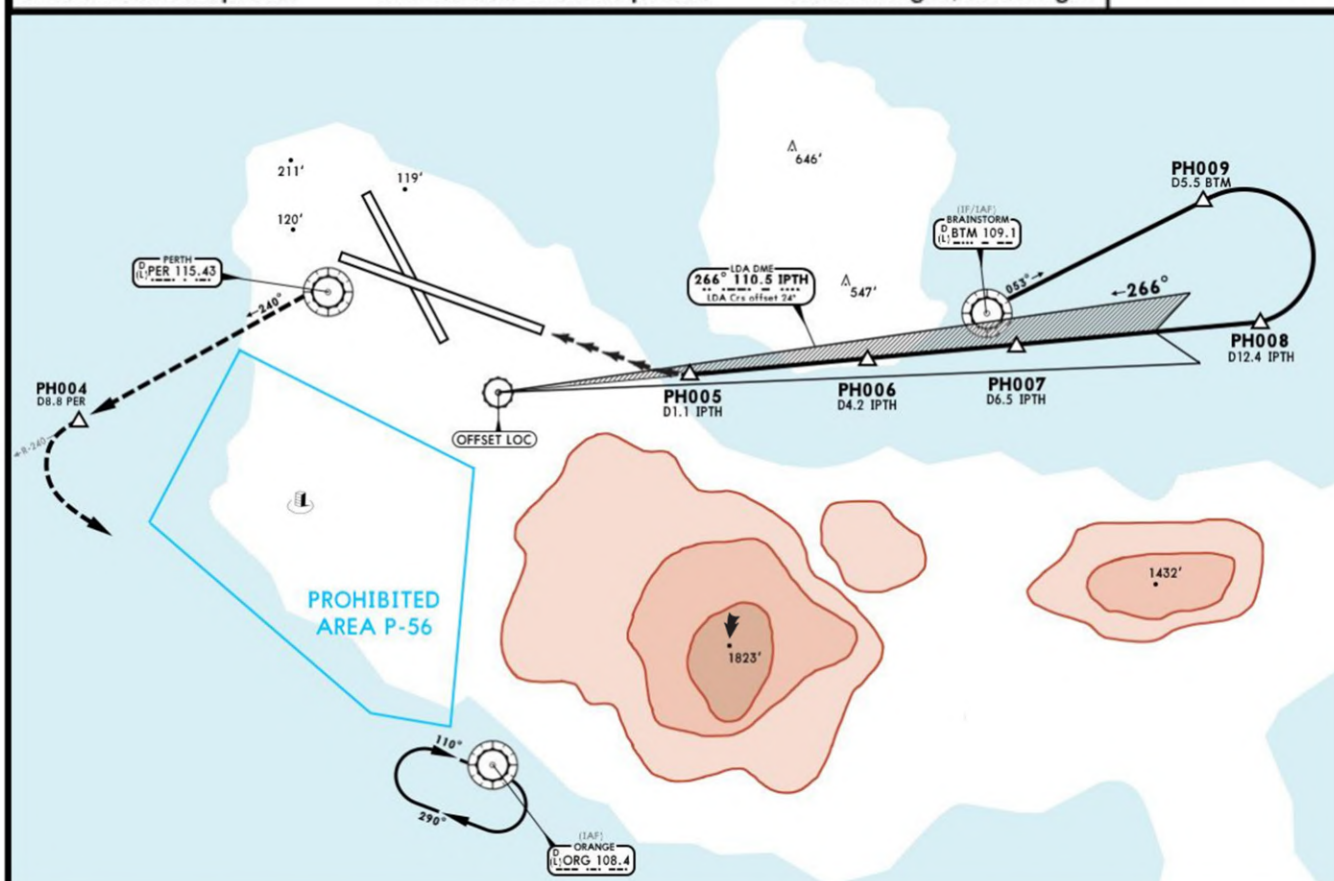 211'
119'
120'
646'
547'
PH009
D5.5 BTM
(IF/IAF)
BRAINSTORM
D
(L) BTM 109.1
PERTH
D
(L) PER 115.43
LDA DME
266° 110.5 IPTH
LDA Crs offset 24°
053°
266°
240°
PH008
D12.4 IPTH
PH004
D8.8 PER
R-240
PH005
D1.1 IPTH
PH006
D4.2 IPTH
PH007
D6.5 IPTH
OFFSET LOC
PROHIBITED
AREA P-56
1432'
1823'
110°
290°
(IAF)
ORANGE
D
(L) ORG 108.4